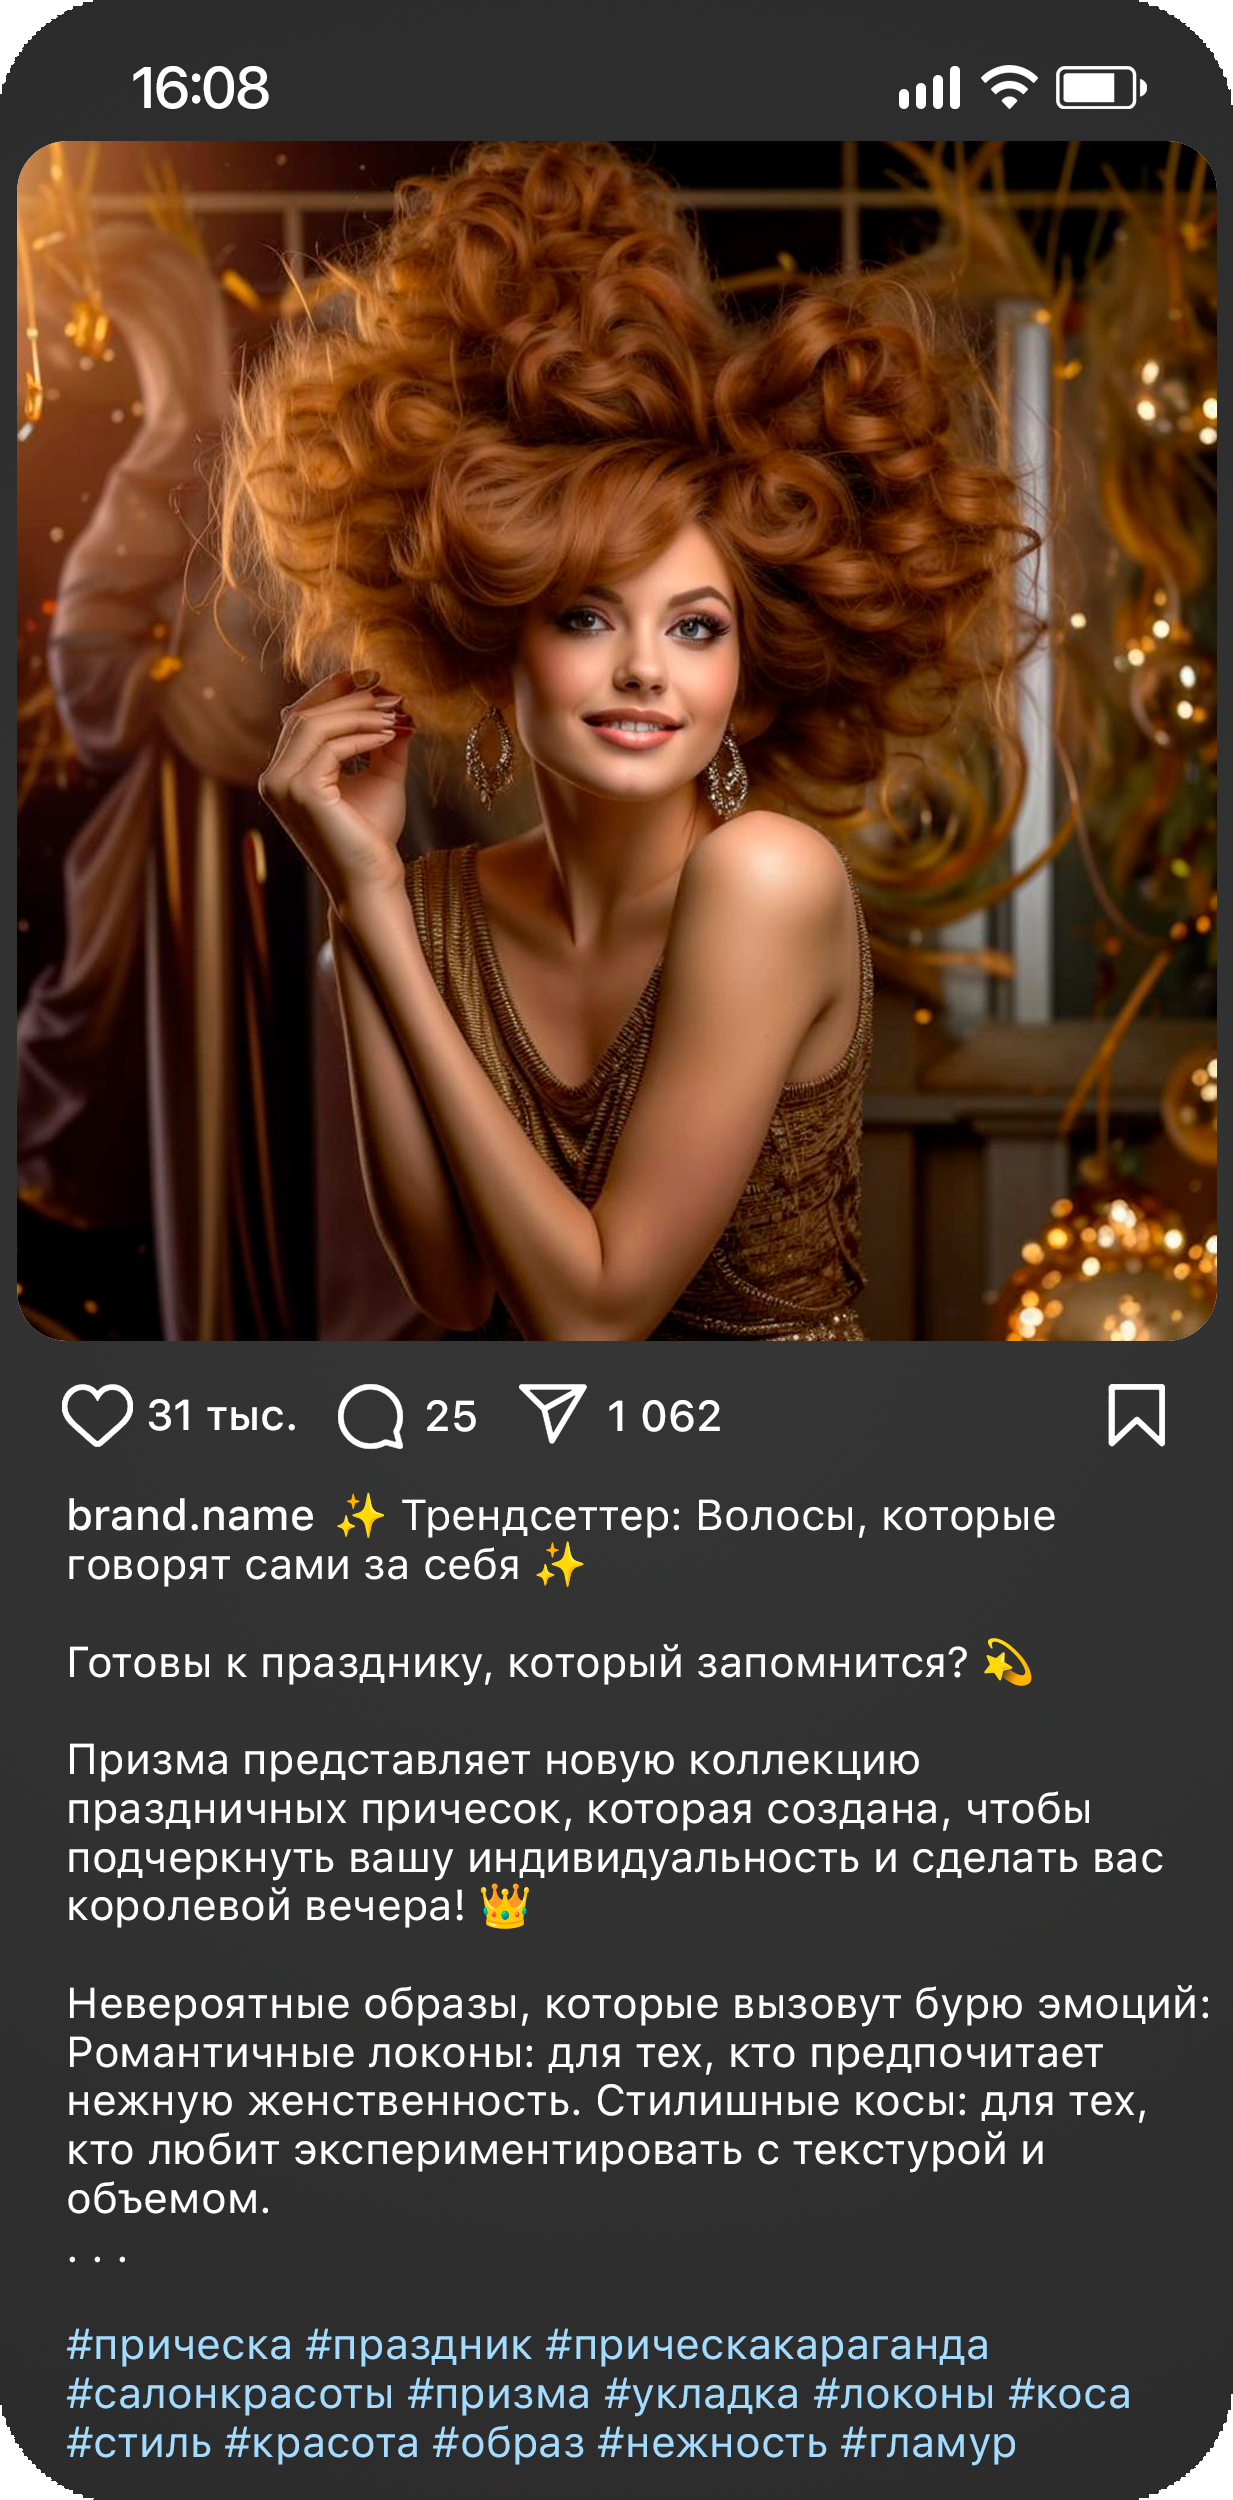 16:08
31 тыс. 25 1 062
brand.name ✨ Трендсеттер: Волосы, которые
говорят сами за себя ✨
Готовы к празднику, который запомнится? 💫
Призма представляет новую коллекцию
праздничных причесок, которая создана, чтобы
подчеркнуть вашу индивидуальность и сделать вас
королевой вечера! 👑
Невероятные образы, которые вызовут бурю эмоций:
Романтичные локоны: для тех, кто предпочитает
нежную женственность. Стилишные косы: для тех,
кто любит экспериментировать с текстурой и
объемом.
. . .
#прическа #праздник #прическакараганда
#салонкрасоты #призма #укладка #локоны #коса
#стиль #красота #образ #нежность #гламур